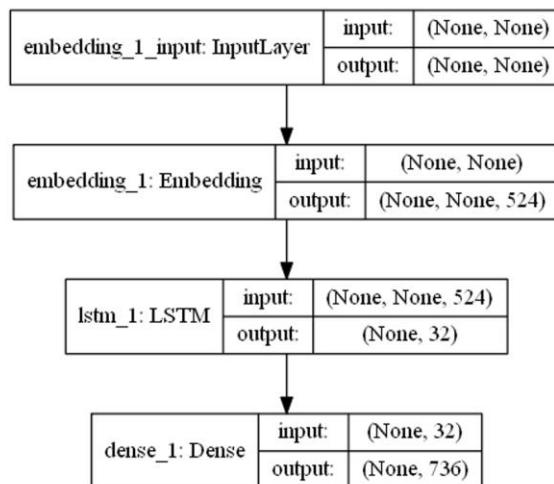 embedding_1_input: InputLayer
input: (None, None)
output: (None, None)
embedding_1: Embedding
input: (None, None)
output: (None, None, 524)
lstm_1: LSTM
input: (None, None, 524)
output: (None, 32)
dense_1: Dense
input: (None, 32)
output: (None, 736)